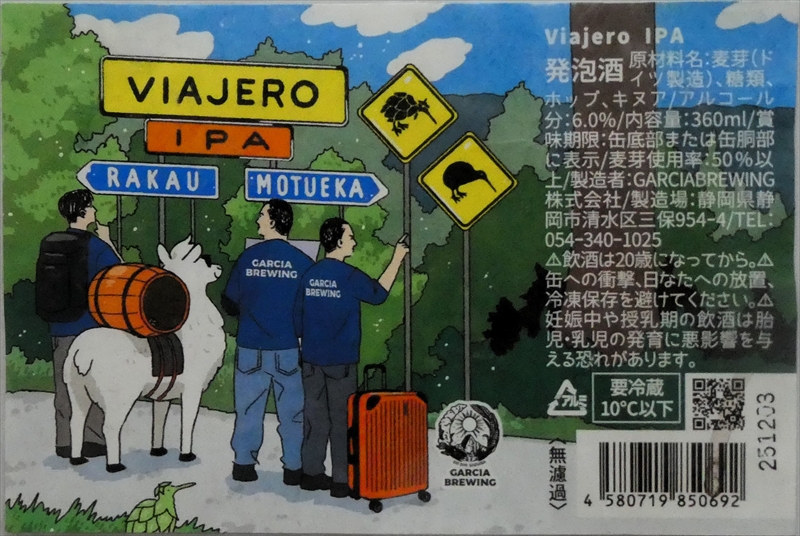 VIAJERO
IPA
RAKAU
MOTUEKA
GARCIA
BREWING
GARCIA
BREWING
GARCIA
BREWING
Viajero IPA
発泡酒 原材料名:麦芽(ド
イツ製造)、糖類、
ホップ、キヌア/アルコール
分:6.0%/内容量:360ml/賞
味期限:缶底部または缶胴部
に表示/麦芽使用率:50%以
上/製造者:GARCIABREWING
株式会社/製造場:静岡県静
岡市清水区三保954-4/TEL:
054-340-1025
⚠飲酒は20歳になってから。⚠
缶への衝撃、日なたへの放置、
冷凍保存を避けてください。⚠
妊娠中や授乳期の飲酒は胎
児・乳児の発育に悪影響を与
える恐れがあります。
アルミ
要冷蔵
10℃以下
〈無濾過〉
4 580719 850692
251203